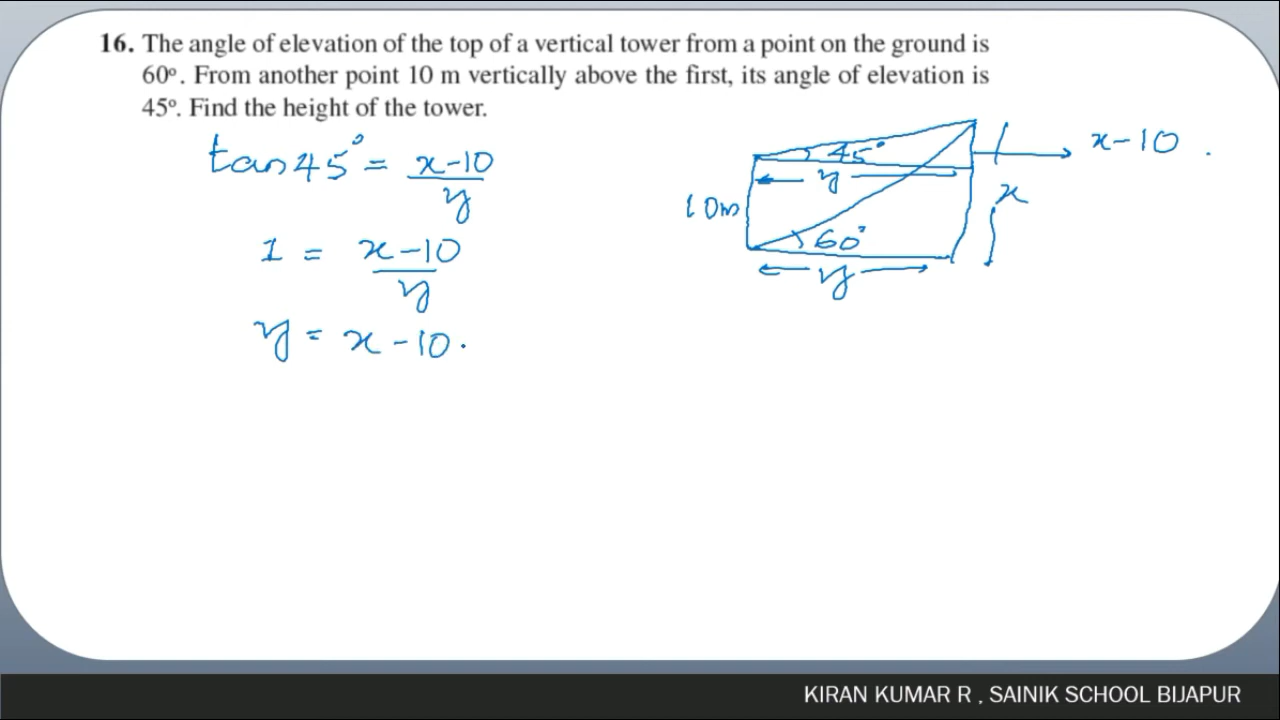 16. The angle of elevation of the top of a vertical tower from a point on the ground is
60°. From another point 10 m vertically above the first, its angle of elevation is
45°. Find the height of the tower.
tan 45° = x-10 / y
1 = x-10 / y
y = x - 10.
45°
x-10.
y
10m
x
60°
y
KIRAN KUMAR R , SAINIK SCHOOL BIJAPUR